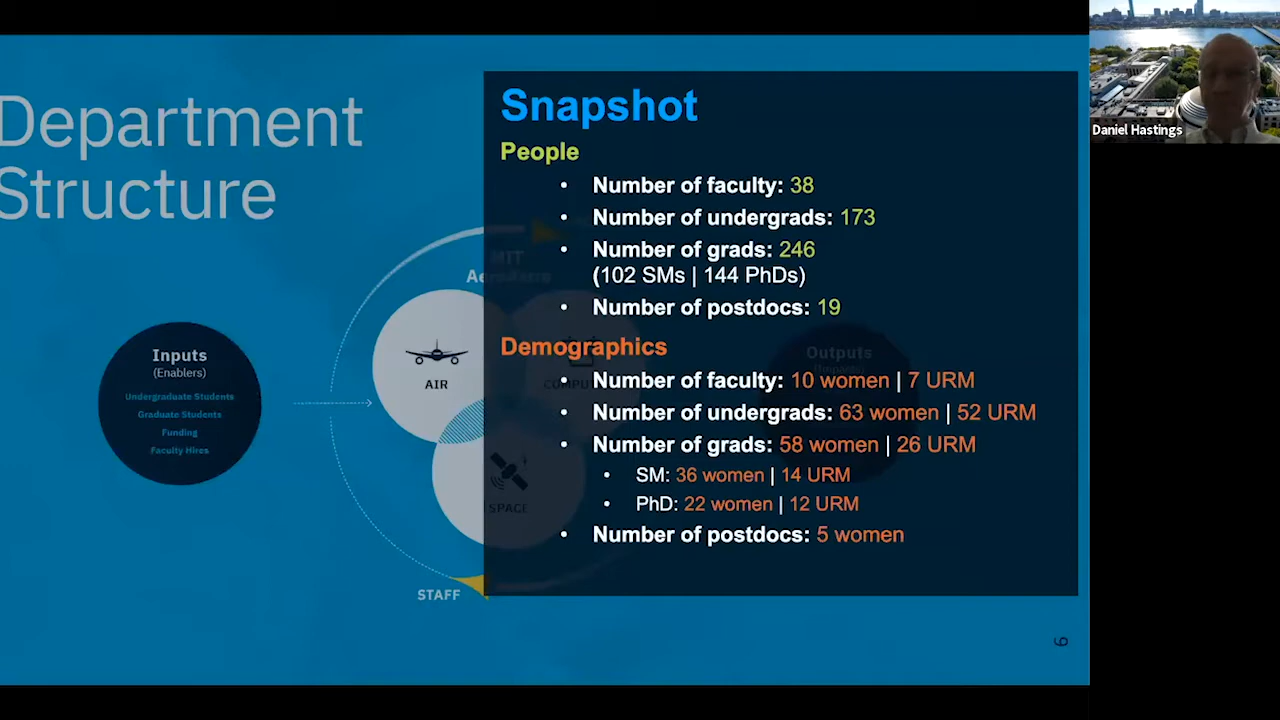 Department
Structure
Snapshot
People
• Number of faculty: 38
• Number of undergrads: 173
• Number of grads: 246
(102 SMs | 144 PhDs)
• Number of postdocs: 19
Demographics
• Number of faculty: 10 women | 7 URM
• Number of undergrads: 63 women | 52 URM
• Number of grads: 58 women | 26 URM
• SM: 36 women | 14 URM
• PhD: 22 women | 12 URM
• Number of postdocs: 5 women
Inputs
(Enablers)
Undergraduate Students
Graduate Students
Funding
Faculty Hires
MIT
AIR
SPACE
STAFF
Outputs
6
Daniel Hastings